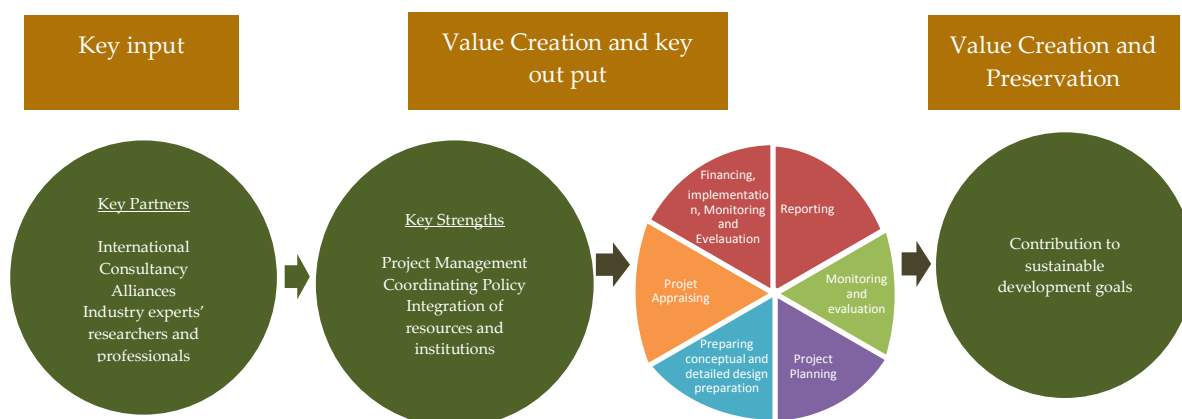 Key input
Value Creation and key
out put
Value Creation and
Preservation
Key Partners
International
Consultancy
Alliances
Industry experts’
researchers and
professionals
Key Strengths
Project Management
Coordinating Policy
Integration of
resources and
institutions
Financing,
implementatio
n, Monitoring
and
Evelauation
Reporting
Monitoring
and
evaluation
Project
Planning
Preparing
conceptual and
detailed design
preparation
Projet
Appraising
Contribution to
sustainable
development goals